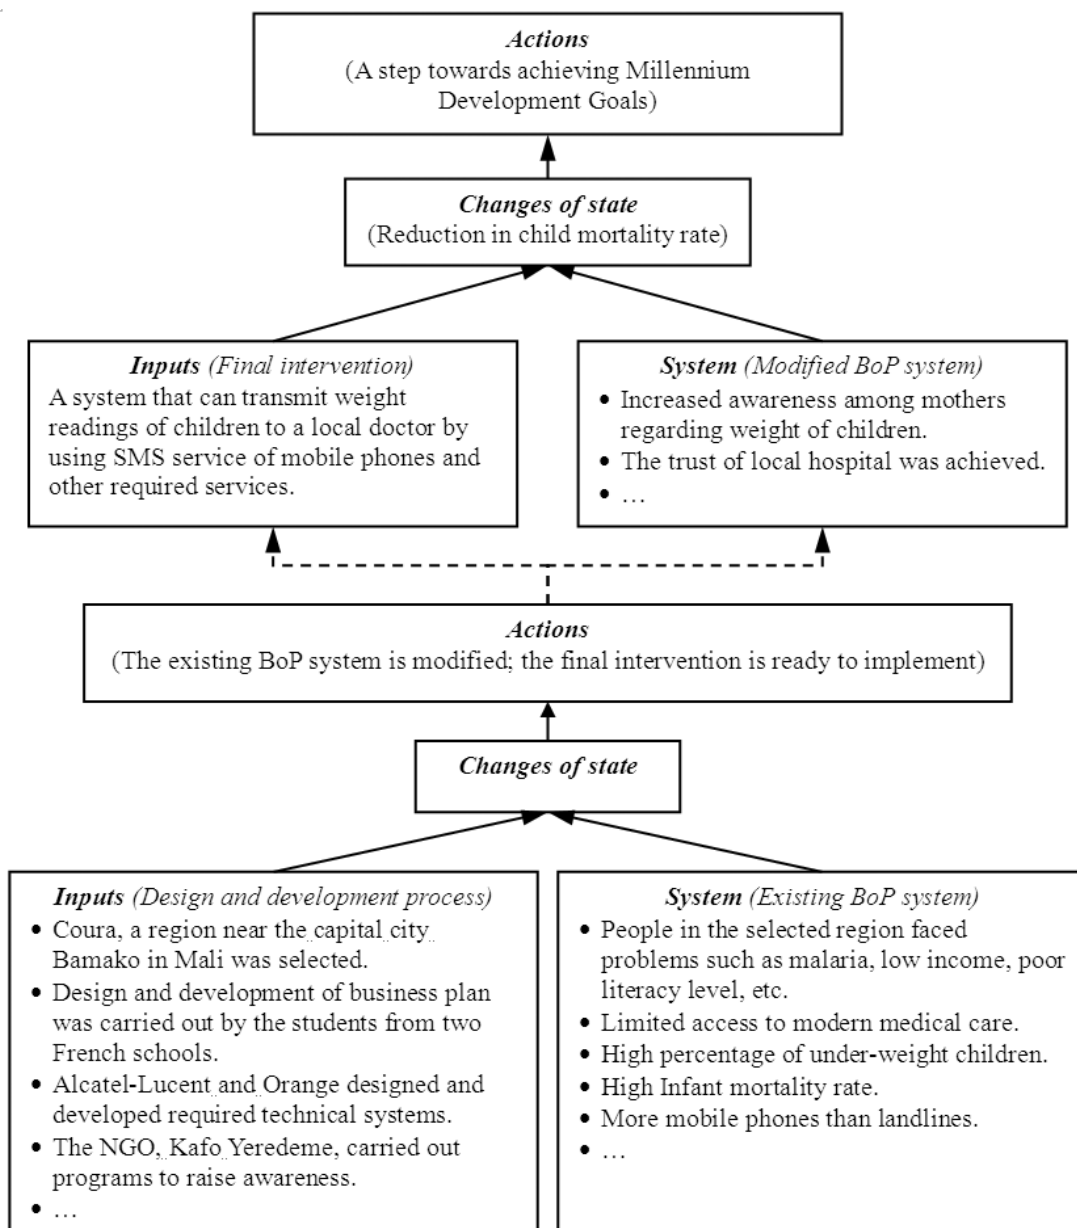 Actions
(A step towards achieving Millennium
Development Goals)
Changes of state
(Reduction in child mortality rate)
Inputs (Final intervention)
A system that can transmit weight
readings of children to a local doctor by
using SMS service of mobile phones and
other required services.
System (Modified BoP system)
• Increased awareness among mothers
regarding weight of children.
• The trust of local hospital was achieved.
• …
Actions
(The existing BoP system is modified; the final intervention is ready to implement)
Changes of state
Inputs (Design and development process)
• Coura, a region near the capital city
Bamako in Mali was selected.
• Design and development of business plan
was carried out by the students from two
French schools.
• Alcatel-Lucent and Orange designed and
developed required technical systems.
• The NGO, Kafo Yeredeme, carried out
programs to raise awareness.
• …
System (Existing BoP system)
• People in the selected region faced
problems such as malaria, low income, poor
literacy level, etc.
• Limited access to modern medical care.
• High percentage of under-weight children.
• High Infant mortality rate.
• More mobile phones than landlines.
• …